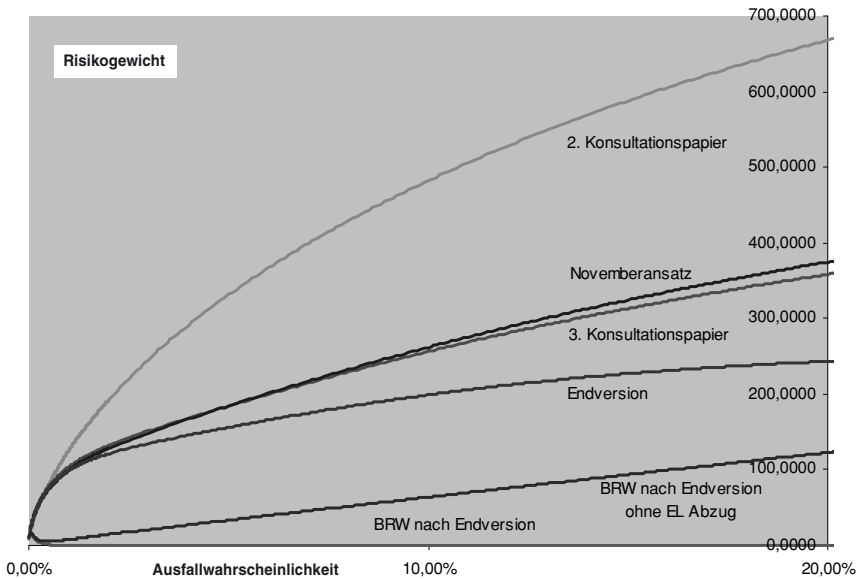 700,0000
Risikogewicht
600,0000
2. Konsultationspapier
500,0000
400,0000
Novemberansatz
300,0000
3. Konsultationspapier
Endversion
200,0000
100,0000
BRW nach Endversion
ohne EL Abzug
BRW nach Endversion
0,0000
0,00%
Ausfallwahrscheinlichkeit
10,00%
20,00%